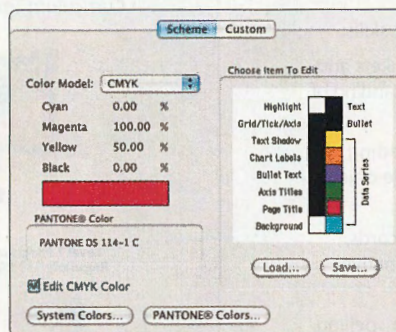 Scheme Custom
Color Model: CMYK
Cyan 0.00 %
Magenta 100.00 %
Yellow 50.00 %
Black 0.00 %
PANTONE® Color
PANTONE DS 114-1 C
Edit CMYK Color
System Colors... PANTONE® Colors...
Choose Item To Edit
Highlight Text
Grid/Tick/Axis Bullet
Text Shadow
Chart Labels
Bullet Text
Axis Titles
Page Title
Background
Data Series
Load... Save...